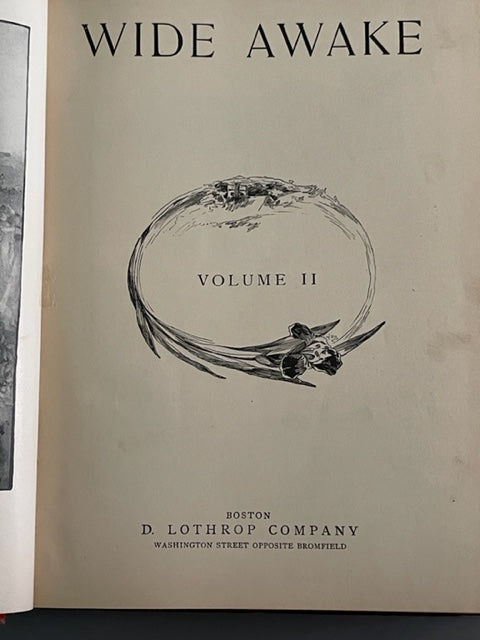 WIDE AWAKE
VOLUME II
BOSTON
D. LOTHROP COMPANY
WASHINGTON STREET OPPOSITE BROMFIELD